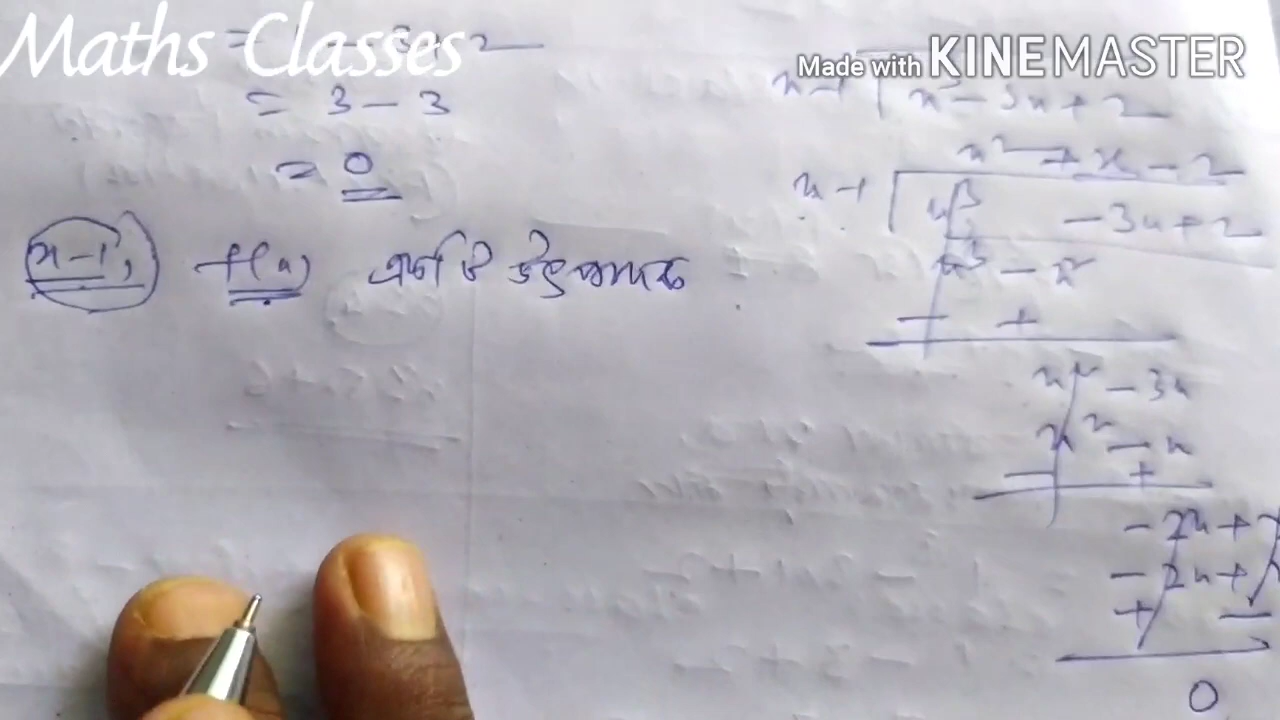 Maths Classes
Made with KINEMASTER
= 3 - 3
= 0
x-1, f(x) একটি উৎপাদক
x-1 x³ - 3x + 2
x² + x - 2
x-1 x³ - 3x + 2
x³ - x²
- +
x² - 3x
x² - x
- +
- 2x + 2
- 2x + 2
+ -
0